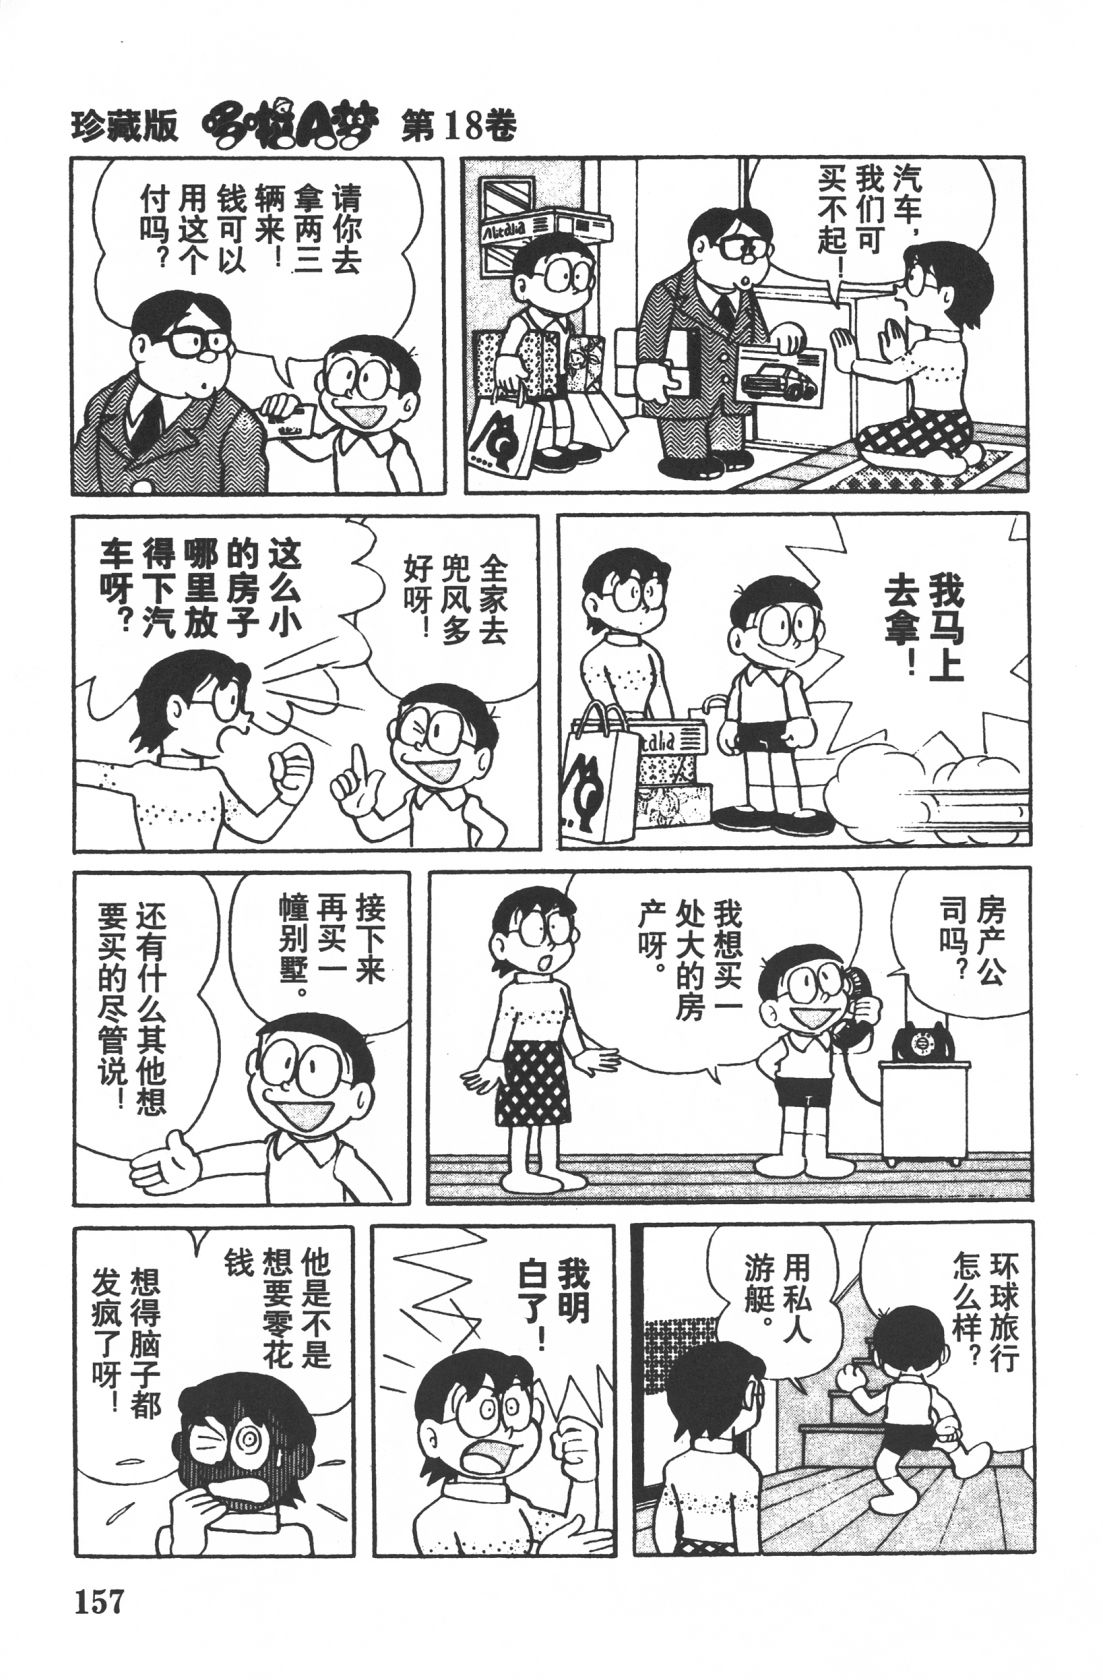 珍藏版 哆啦A梦 第18卷
汽车，
我们可
买不起！
Alitalia
请你去
拿两三
辆来！
钱可以
用这个
付吗？
我马上
去拿！
talia
全家去
兜风多
好呀！
这么小
的房子
哪里放
得下汽
车呀？
房产公
司吗？
我想买一
处大的房
产呀。
接下来
再买一
幢别墅。
还有什么其他想
要买的尽管说！
环球旅行
怎么样？
用私人
游艇。
我明
白了！
他是不是
想要零花
钱
想得脑子都
发疯了呀！
157